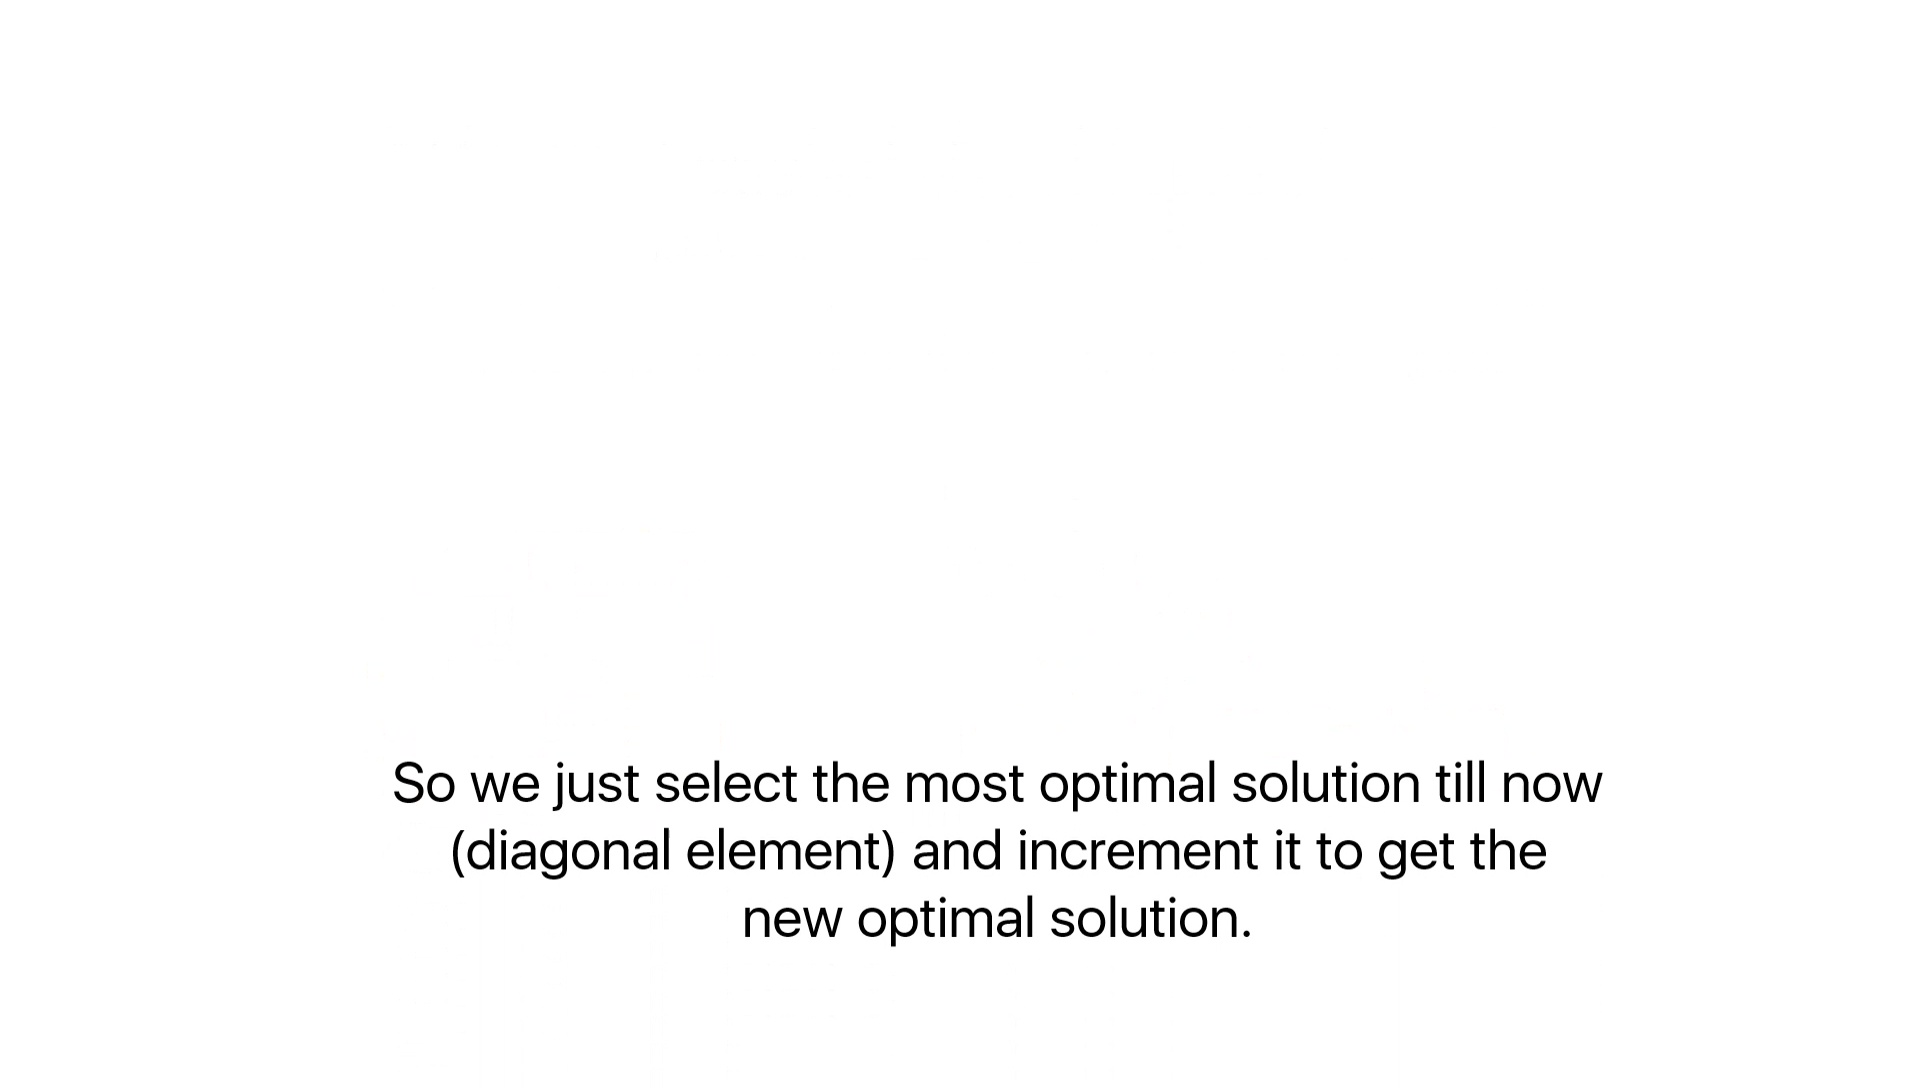 So we just select the most optimal solution till now
(diagonal element) and increment it to get the
new optimal solution.